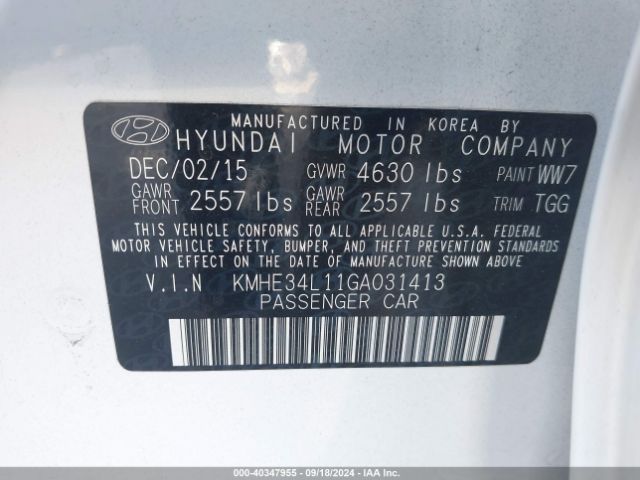 MANUFACTURED IN KOREA BY
HYUNDAI MOTOR COMPANY
DEC/02/15 GVWR 4630 lbs PAINT WW7
GAWR FRONT 2557 lbs GAWR REAR 2557 lbs TRIM TGG
THIS VEHICLE CONFORMS TO ALL APPLICABLE U.S.A. FEDERAL
MOTOR VEHICLE SAFETY, BUMPER, AND THEFT PREVENTION STANDARDS
IN EFFECT ON THE DATE OF MANUFACTURE SHOWN ABOVE.
V.I.N KMHE34L11GA031413
PASSENGER CAR
© - 40347955 - 09/18/2024 - IAA Inc.